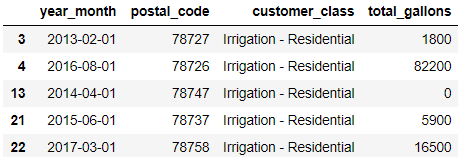 year_month postal_code customer_class total_gallons
3 2013-02-01 78727 Irrigation - Residential 1800
4 2016-08-01 78726 Irrigation - Residential 82200
13 2014-04-01 78747 Irrigation - Residential 0
21 2015-06-01 78737 Irrigation - Residential 5900
22 2017-03-01 78758 Irrigation - Residential 16500